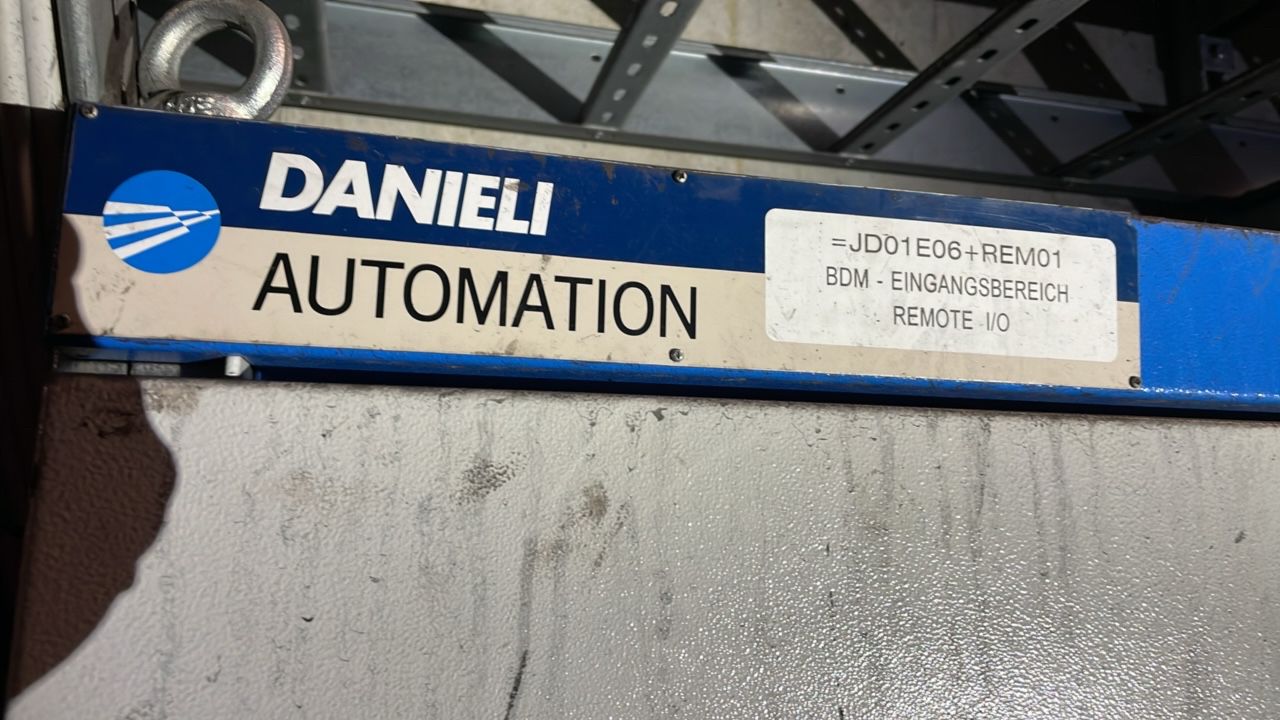 DANIELI
AUTOMATION
=JD01E06+REM01
BDM - EINGANGSBEREICH
REMOTE I/O